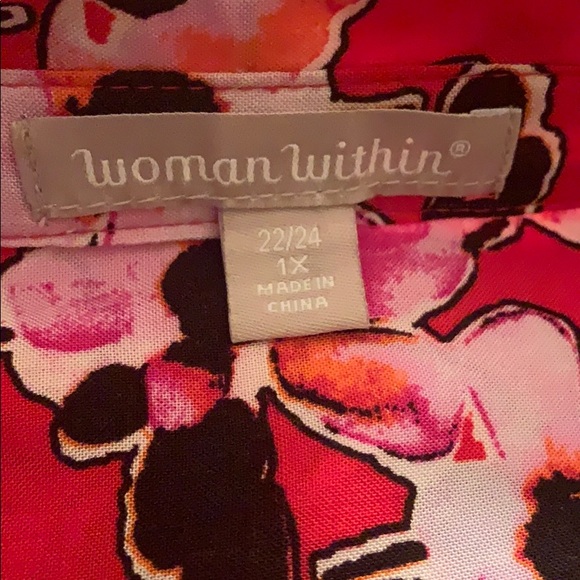 woman within®
22/24
1X
MADE IN
CHINA